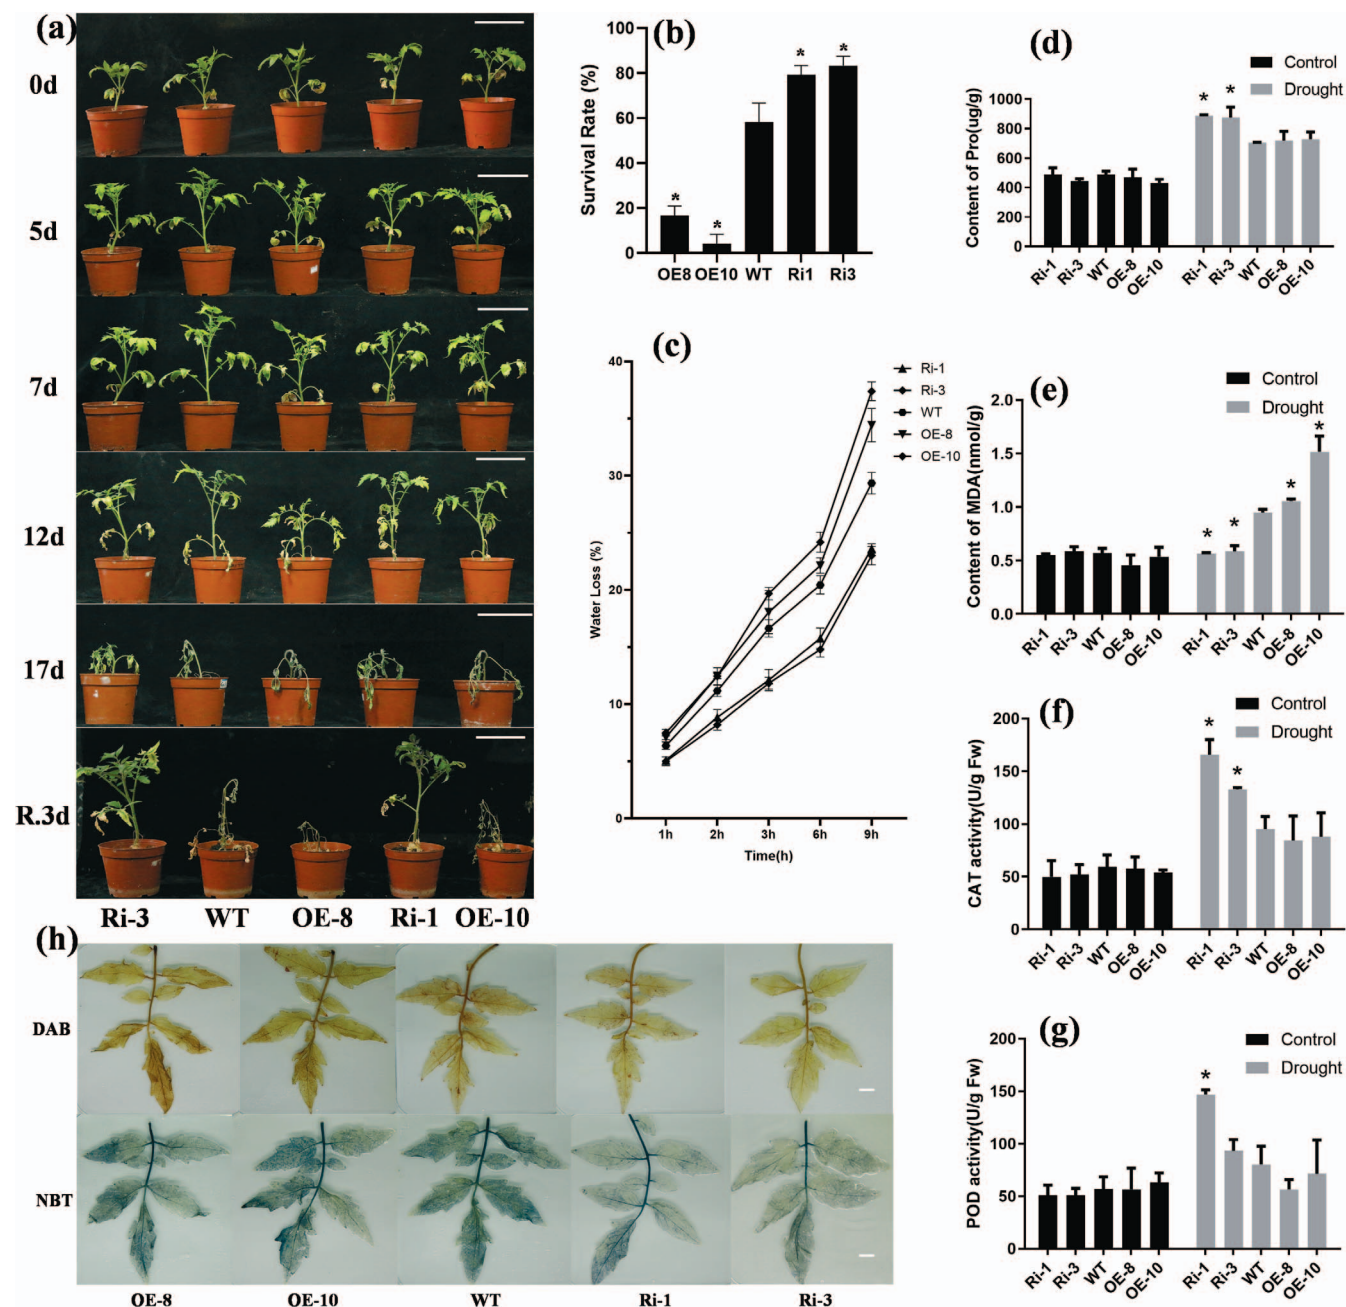 (a)
0d
5d
7d
12d
17d
R.3d
Ri-3 WT OE-8 Ri-1 OE-10
(b)
Survival Rate (%)
100
80
60
40
20
0
* * * *
OE8 OE10 WT Ri1 Ri3
(c)
Water Loss (%)
40
30
20
10
0
1h 2h 3h 6h 9h
Time(h)
Ri-1
Ri-3
WT
OE-8
OE-10
(d)
Control
Drought
Content of Pro(ug/g)
1000
800
600
400
200
0
* *
Ri-1 Ri-3 WT OE-8 OE-10 Ri-1 Ri-3 WT OE-8 OE-10
(e)
Control
Drought
Content of MDA(nmol/g)
2.0
1.5
1.0
0.5
0.0
* * * *
Ri-1 Ri-3 WT OE-8 OE-10 Ri-1 Ri-3 WT OE-8 OE-10
(f)
Control
Drought
CAT activity(U/g Fw)
200
150
100
50
0
* *
Ri-1 Ri-3 WT OE-8 OE-10 Ri-1 Ri-3 WT OE-8 OE-10
(g)
Control
Drought
POD activity(U/g Fw)
200
150
100
50
0
*
Ri-1 Ri-3 WT OE-8 OE-10 Ri-1 Ri-3 WT OE-8 OE-10
(h)
DAB
NBT
OE-8 OE-10 WT Ri-1 Ri-3